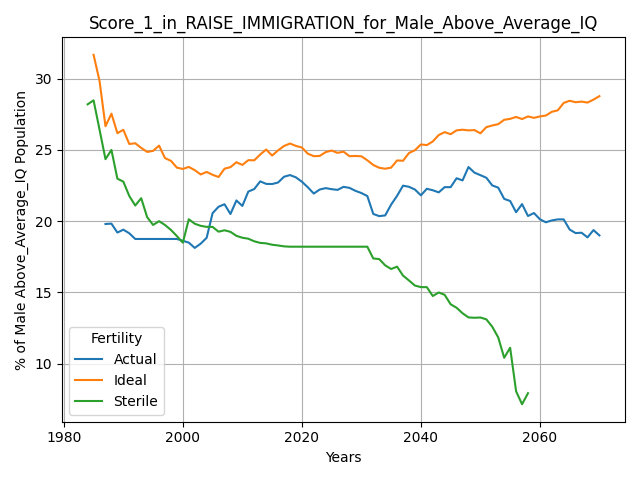 Score_1_in_RAISE_IMMIGRATION_for_Male_Above_Average_IQ
% of Male Above_Average_IQ Population
30
25
20
15
10
Fertility
Actual
Ideal
Sterile
1980 2000 2020 2040 2060
Years